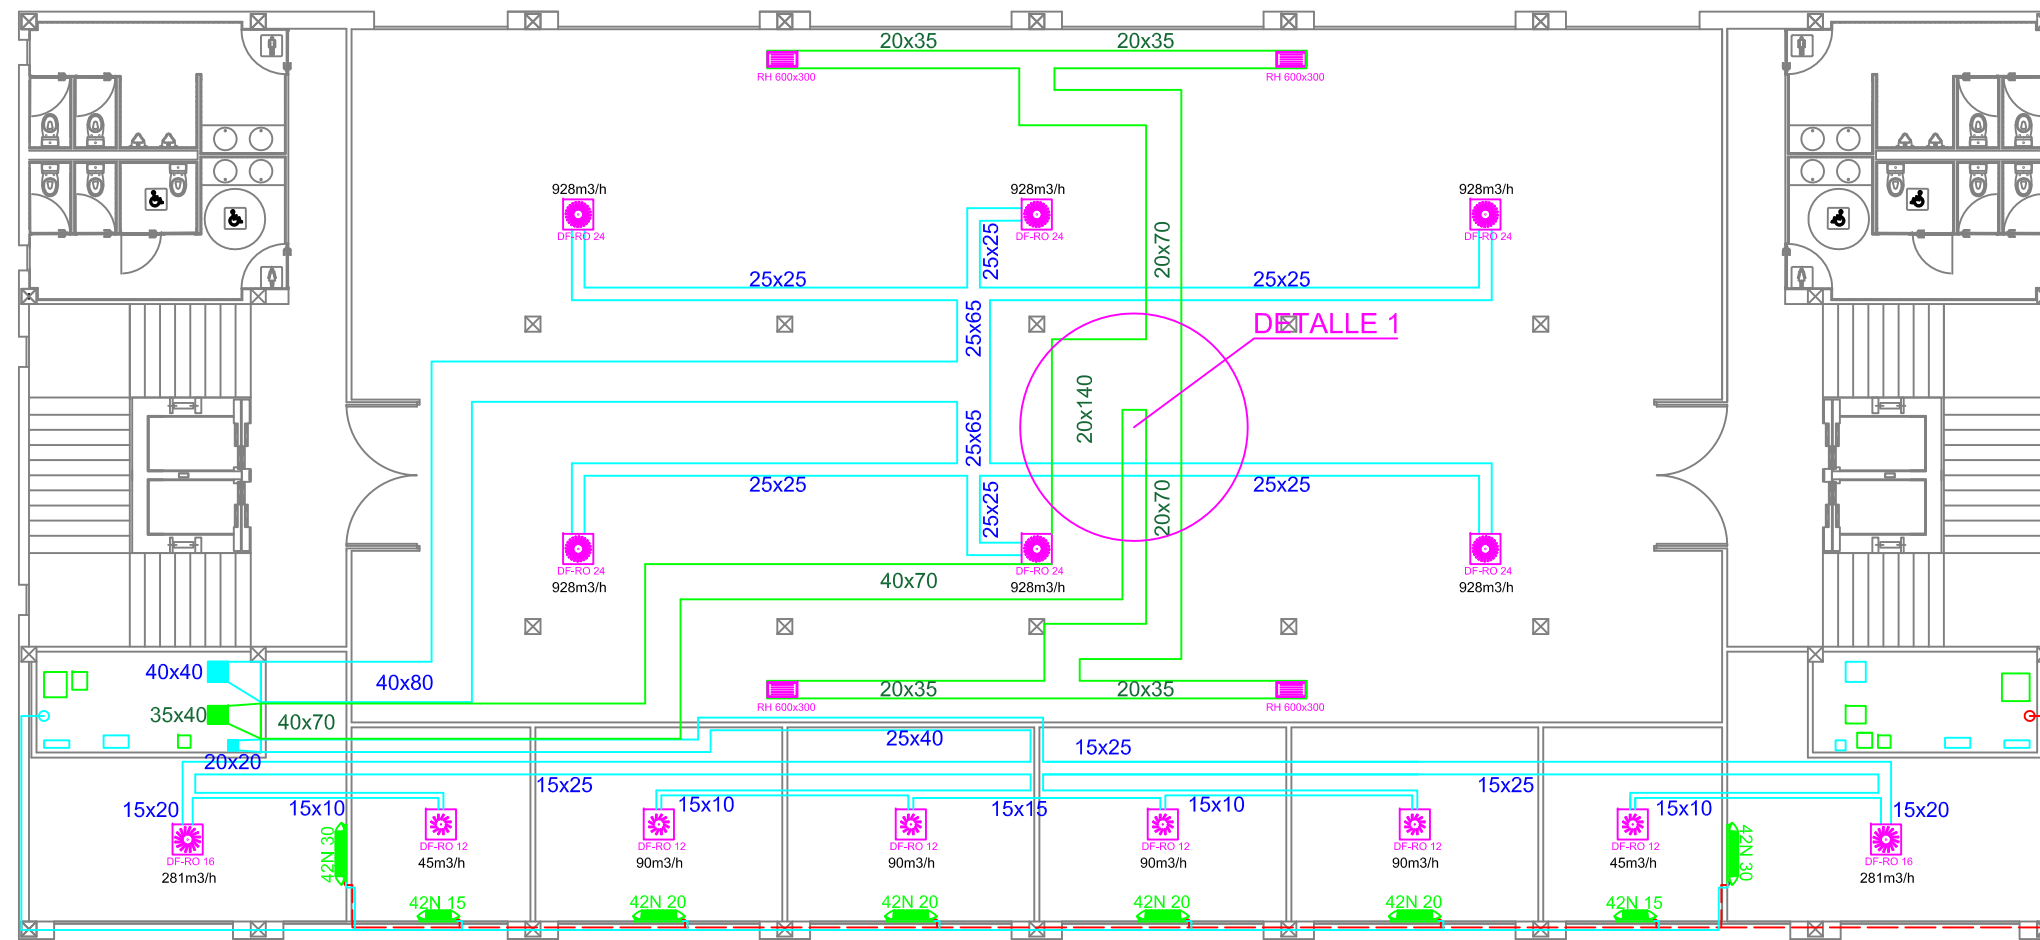 20x35
20x35
RH 600x300
RH 600x300
928m3/h
928m3/h
928m3/h
DF-RO 24
DF-RO 24
DF-RO 24
25x25
20x70
25x25
25x25
25x65
DETALLE 1
20x140
25x65
25x25
25x25
25x25
20x70
DF-RO 24
DF-RO 24
DF-RO 24
928m3/h
928m3/h
928m3/h
40x70
40x40
40x80
20x35
20x35
RH 600x300
RH 600x300
35x40
40x70
25x40
15x25
20x20
15x25
15x25
15x20
15x10
15x10
15x15
15x10
15x10
15x20
42N 30
DF-RO 16
281m3/h
DF-RO 12
45m3/h
DF-RO 12
90m3/h
DF-RO 12
90m3/h
DF-RO 12
90m3/h
DF-RO 12
90m3/h
DF-RO 12
45m3/h
42N 30
DF-RO 16
281m3/h
42N 15
42N 20
42N 20
42N 20
42N 20
42N 15